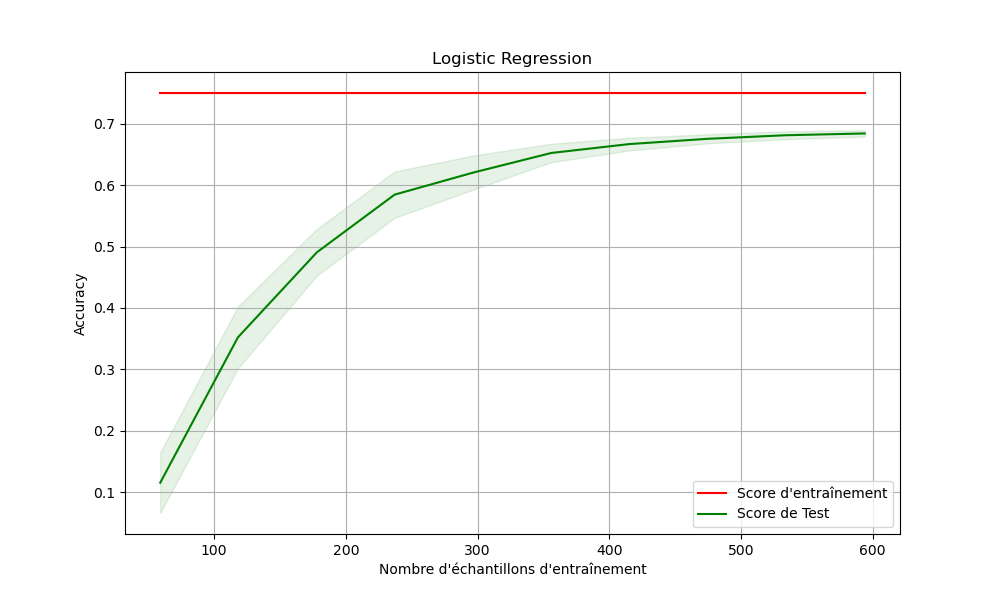 Logistic Regression
Accuracy
0.7
0.6
0.5
0.4
0.3
0.2
0.1
Score d'entraînement
Score de Test
100 200 300 400 500 600
Nombre d'échantillons d'entraînement